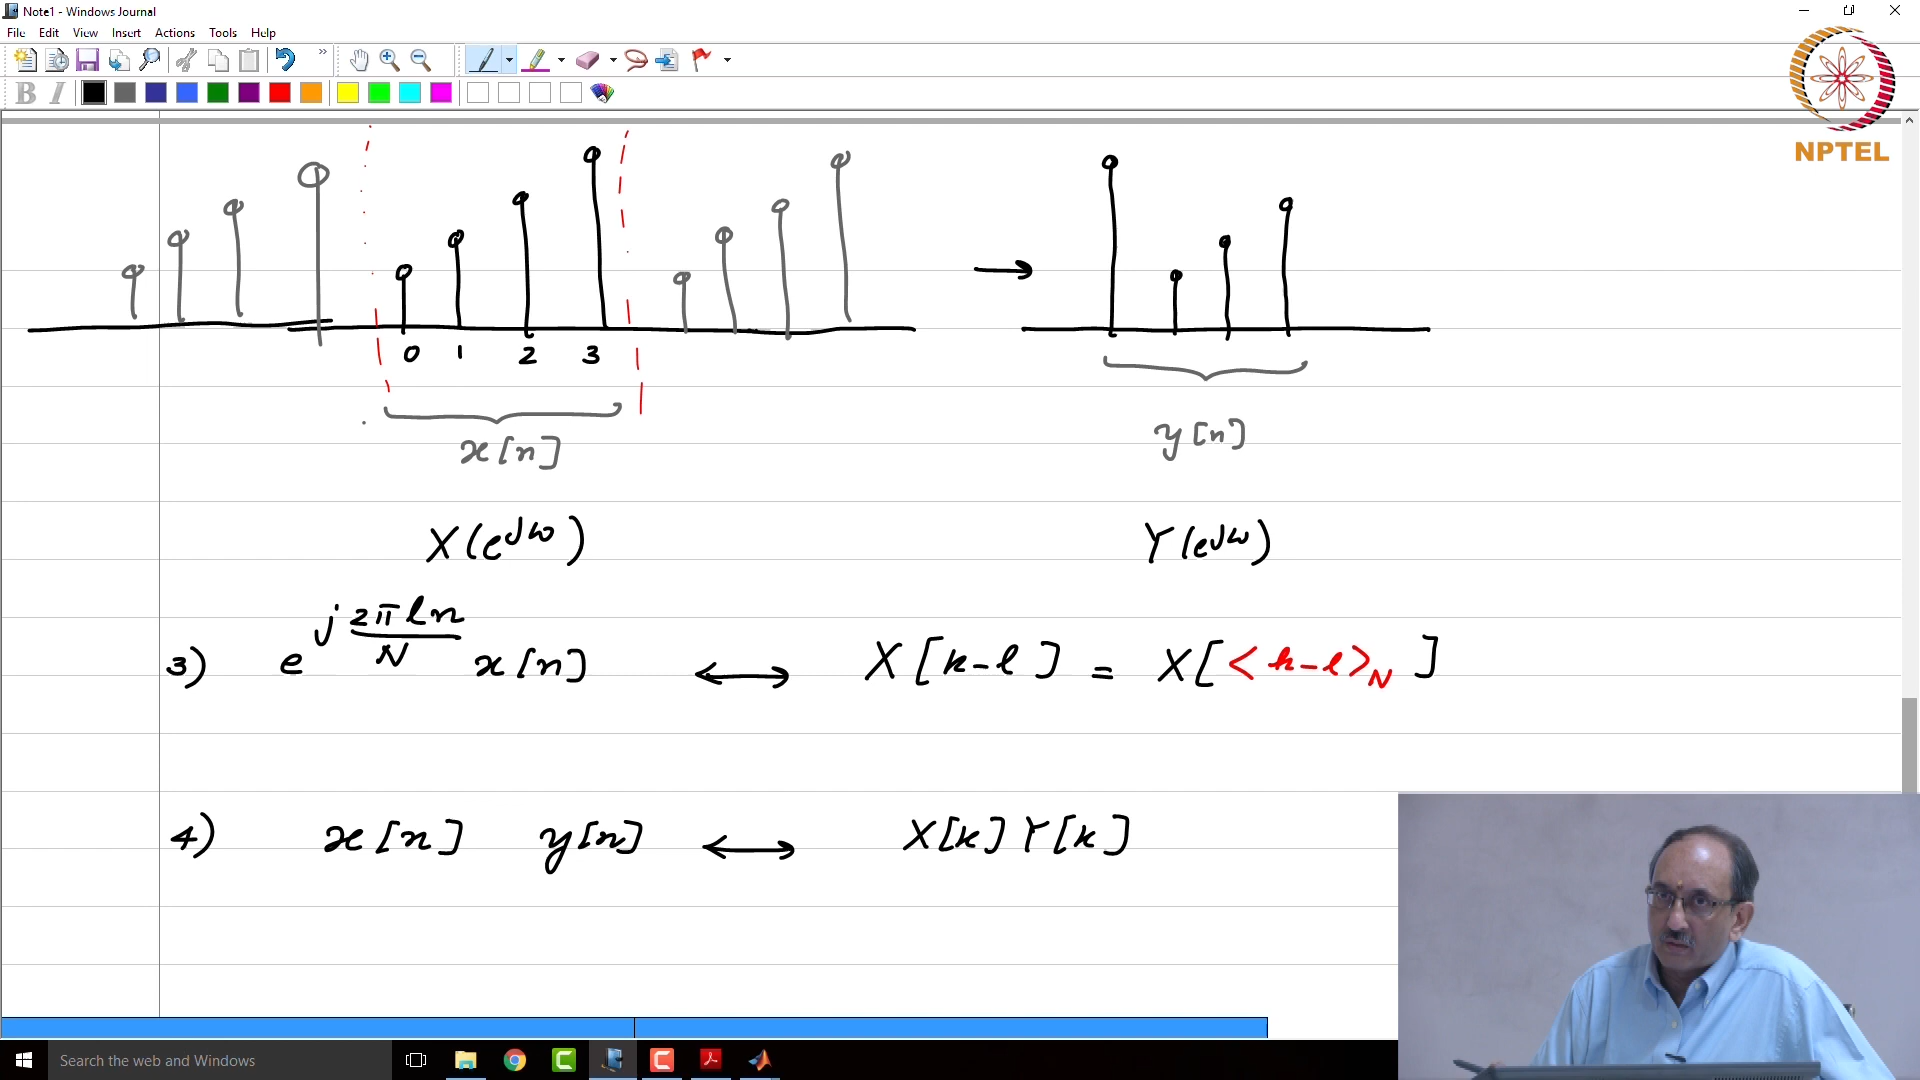 Note1 - Windows Journal
File Edit View Insert Actions Tools Help
B I
NPTEL
0 1 2 3
x[n]
y[n]
X(e^{jω}) Y(e^{jω})
3) e^{j 2πln/N} x[n] ↔ X[k-l] = X[<k-l>_N]
4) x[n] y[n] ↔ X[k] Y[k]
Search the web and Windows